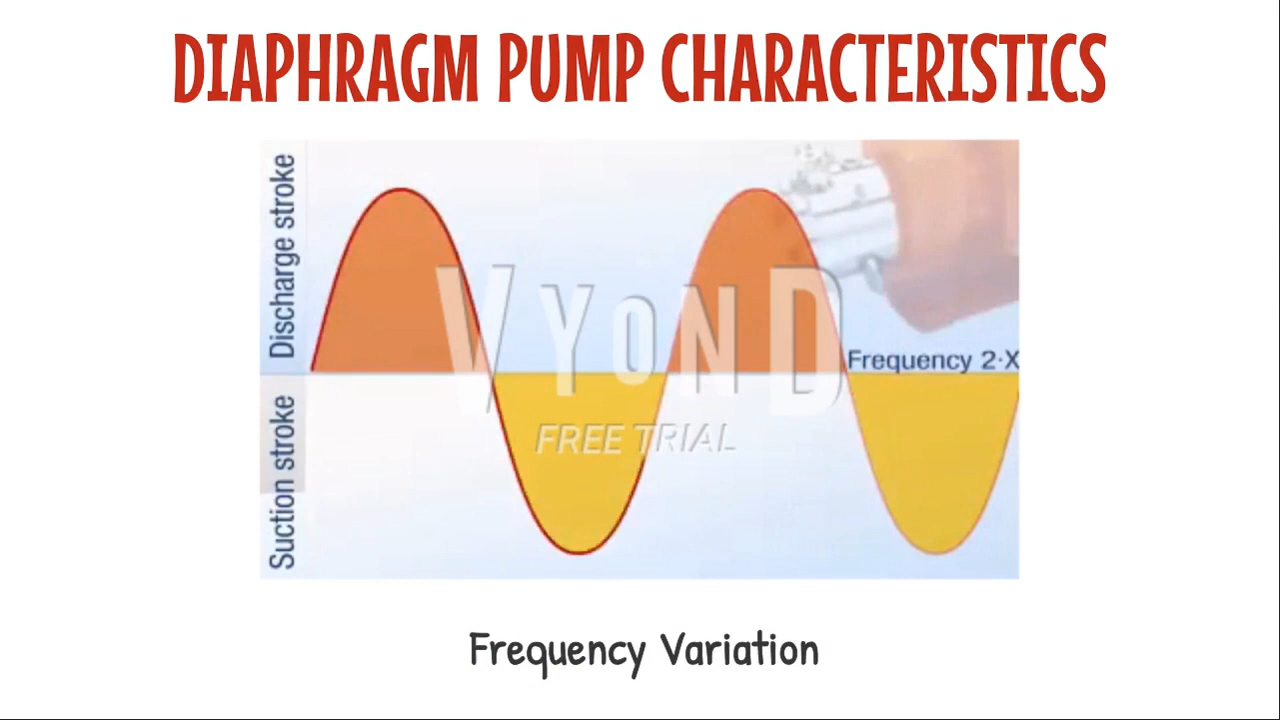 DIAPHRAGM PUMP CHARACTERISTICS
Discharge stroke
Suction stroke
Frequency 2·X
VYOND
FREE TRIAL
Frequency Variation